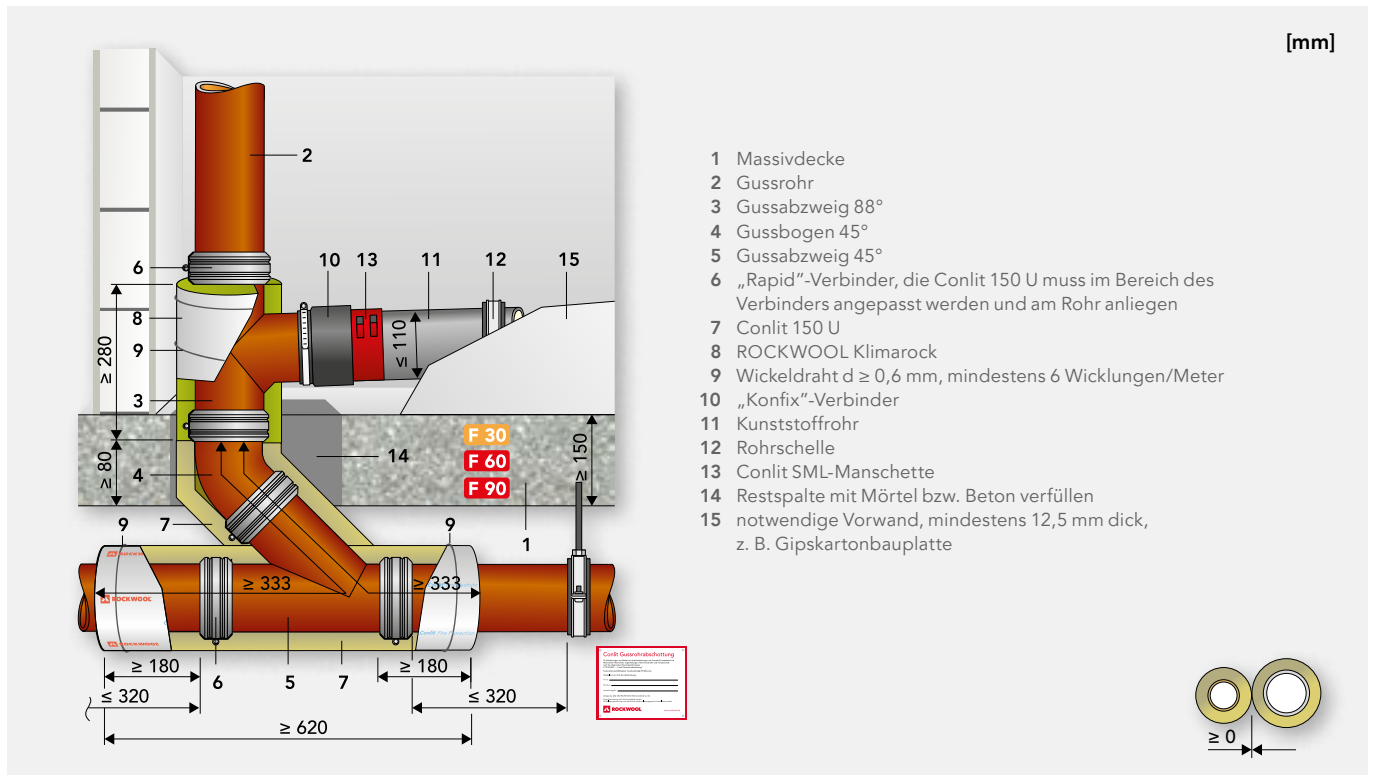 [mm]
2
6
10
13
11
12
15
8
9
≥ 280
≤ 110
3
F 30
F 60
F 90
≥ 80
4
14
≥ 150
9
7
9
1
ROCKWOOL
≥ 333
≥ 333
ROCKWOOL
Conlit Fire Protection
ROCKWOOL
≥ 180
6
5
7
≥ 180
≤ 320
≤ 320
≥ 620
Conlit Gussrohrabschottung
ROCKWOOL
1 Massivdecke
2 Gussrohr
3 Gussabzweig 88°
4 Gussbogen 45°
5 Gussabzweig 45°
6 „Rapid”-Verbinder, die Conlit 150 U muss im Bereich des
Verbinders angepasst werden und am Rohr anliegen
7 Conlit 150 U
8 ROCKWOOL Klimarock
9 Wickeldraht d ≥ 0,6 mm, mindestens 6 Wicklungen/Meter
10 „Konfix”-Verbinder
11 Kunststoffrohr
12 Rohrschelle
13 Conlit SML-Manschette
14 Restspalte mit Mörtel bzw. Beton verfüllen
15 notwendige Vorwand, mindestens 12,5 mm dick,
z. B. Gipskartonbauplatte
≥ 0